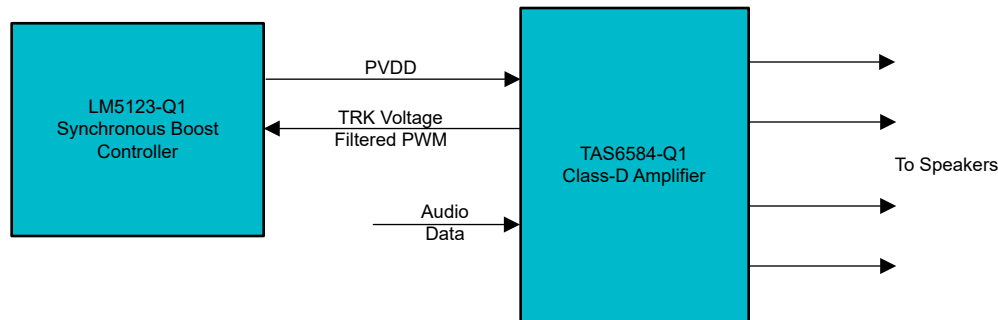 LM5123-Q1
Synchronous Boost
Controller
PVDD
TRK Voltage
Filtered PWM
Audio
Data
TAS6584-Q1
Class-D Amplifier
To Speakers